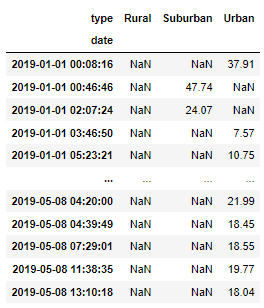 type Rural Suburban Urban
date
2019-01-01 00:08:16 NaN NaN 37.91
2019-01-01 00:46:46 NaN 47.74 NaN
2019-01-01 02:07:24 NaN 24.07 NaN
2019-01-01 03:46:50 NaN NaN 7.57
2019-01-01 05:23:21 NaN NaN 10.75
... ... ... ...
2019-05-08 04:20:00 NaN NaN 21.99
2019-05-08 04:39:49 NaN NaN 18.45
2019-05-08 07:29:01 NaN NaN 18.55
2019-05-08 11:38:35 NaN NaN 19.77
2019-05-08 13:10:18 NaN NaN 18.04